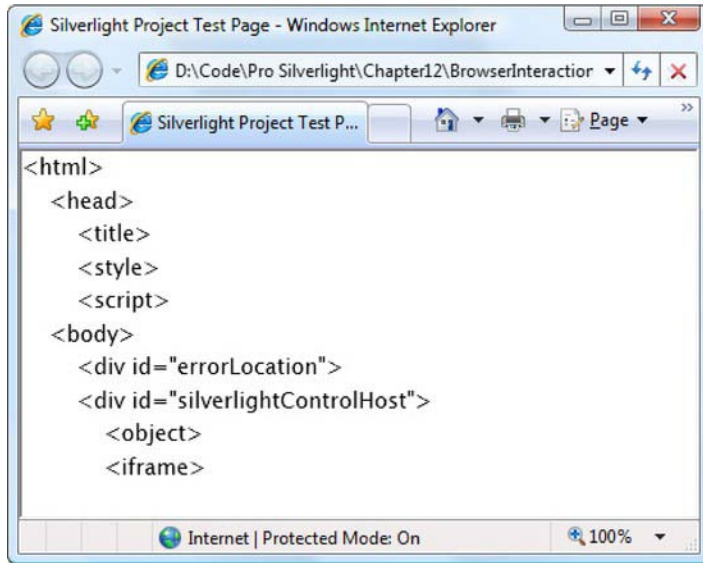 Silverlight Project Test Page - Windows Internet Explorer
D:\Code\Pro Silverlight\Chapter12\BrowserInteraction
Silverlight Project Test P...
Page
<html>
<head>
<title>
<style>
<script>
<body>
<div id="errorLocation">
<div id="silverlightControlHost">
<object>
<iframe>
Internet | Protected Mode: On
100%